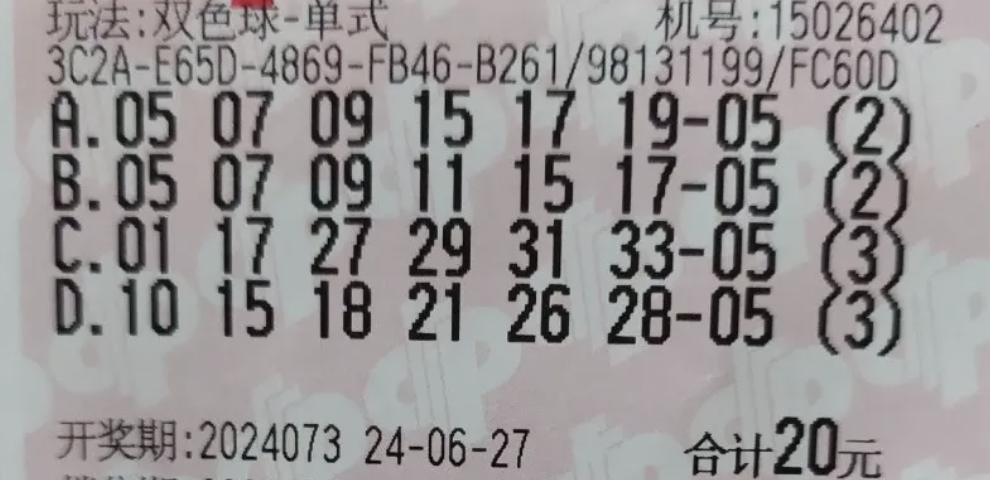 玩法:双色球-单式 机号:15026402
3C2A-E65D-4869-FB46-B261/98131199/FC60D
A.05 07 09 15 17 19-05 (2)
B.05 07 09 11 15 17-05 (2)
C.01 17 27 29 31 33-05 (3)
D.10 15 18 21 26 28-05 (3)
开奖期:2024073 24-06-27 合计20元